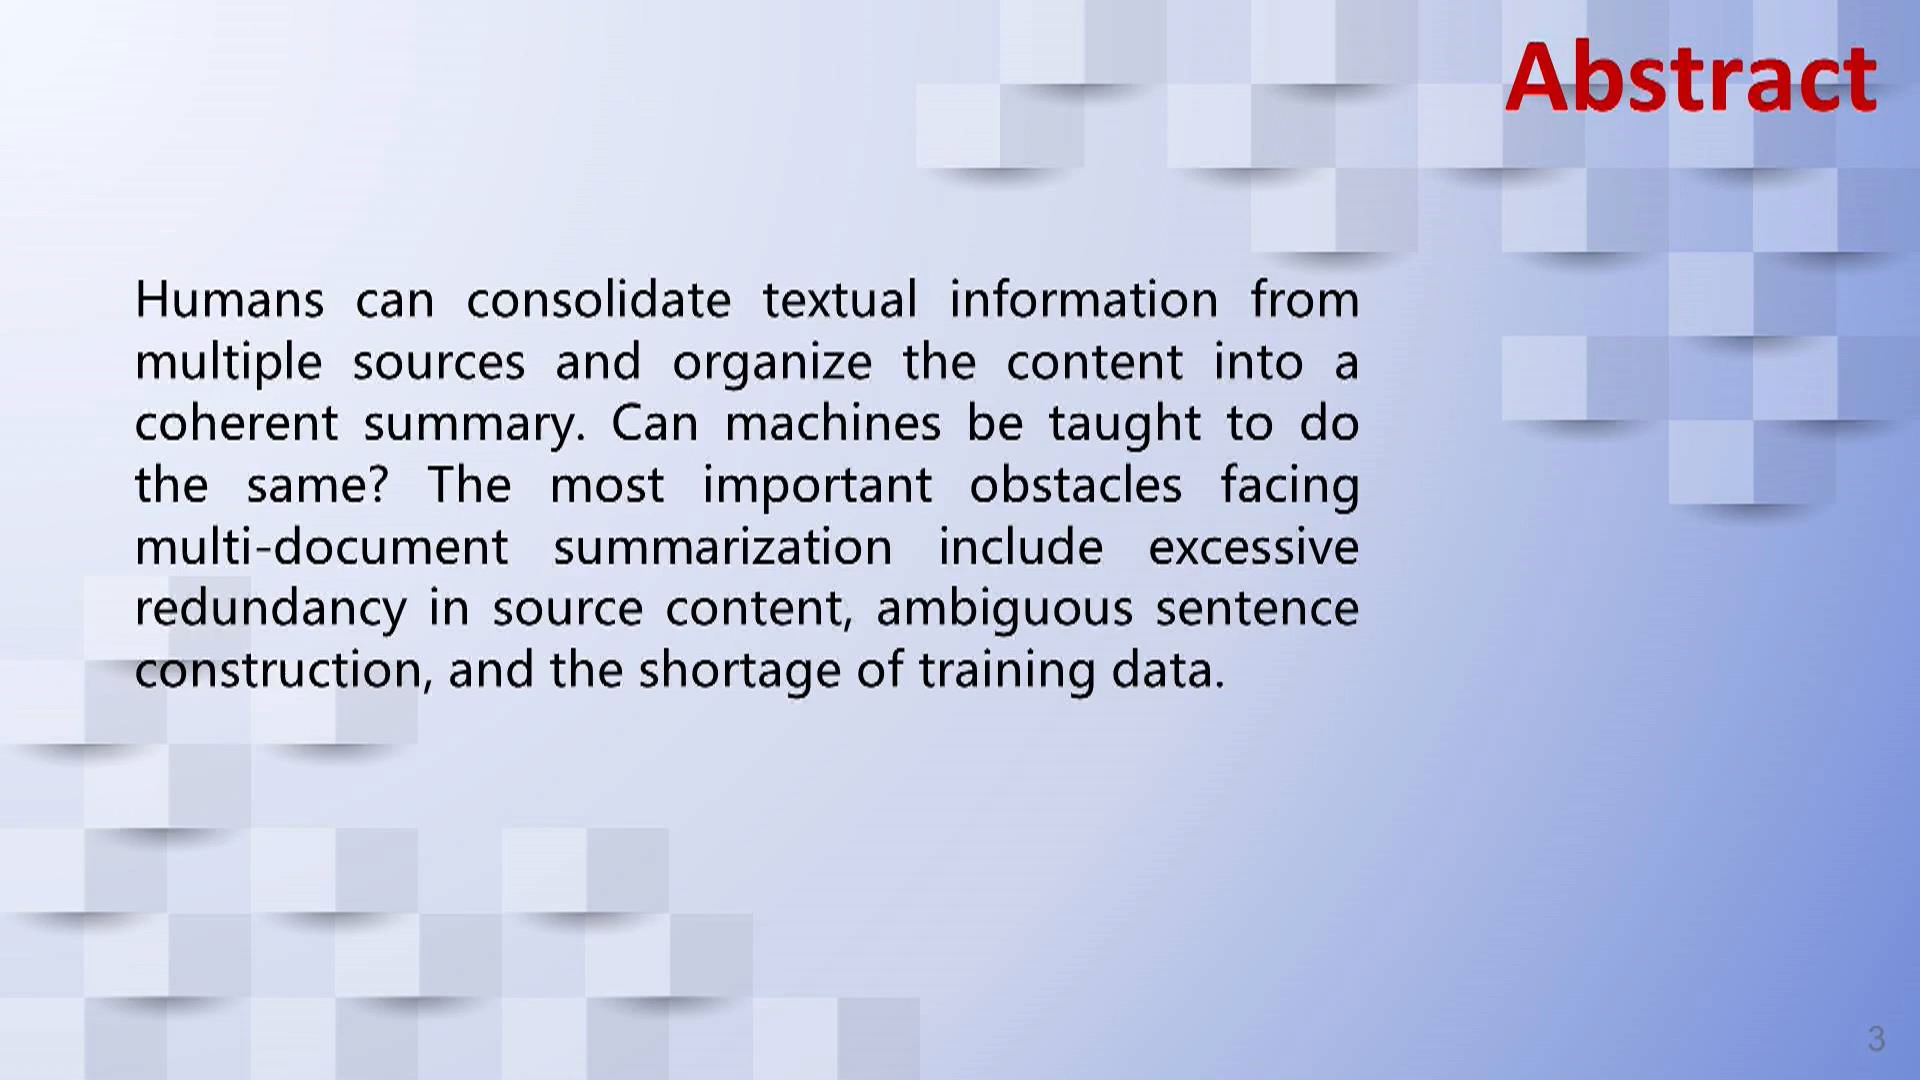 Abstract
Humans can consolidate textual information from
multiple sources and organize the content into a
coherent summary. Can machines be taught to do
the same? The most important obstacles facing
multi-document summarization include excessive
redundancy in source content, ambiguous sentence
construction, and the shortage of training data.
3